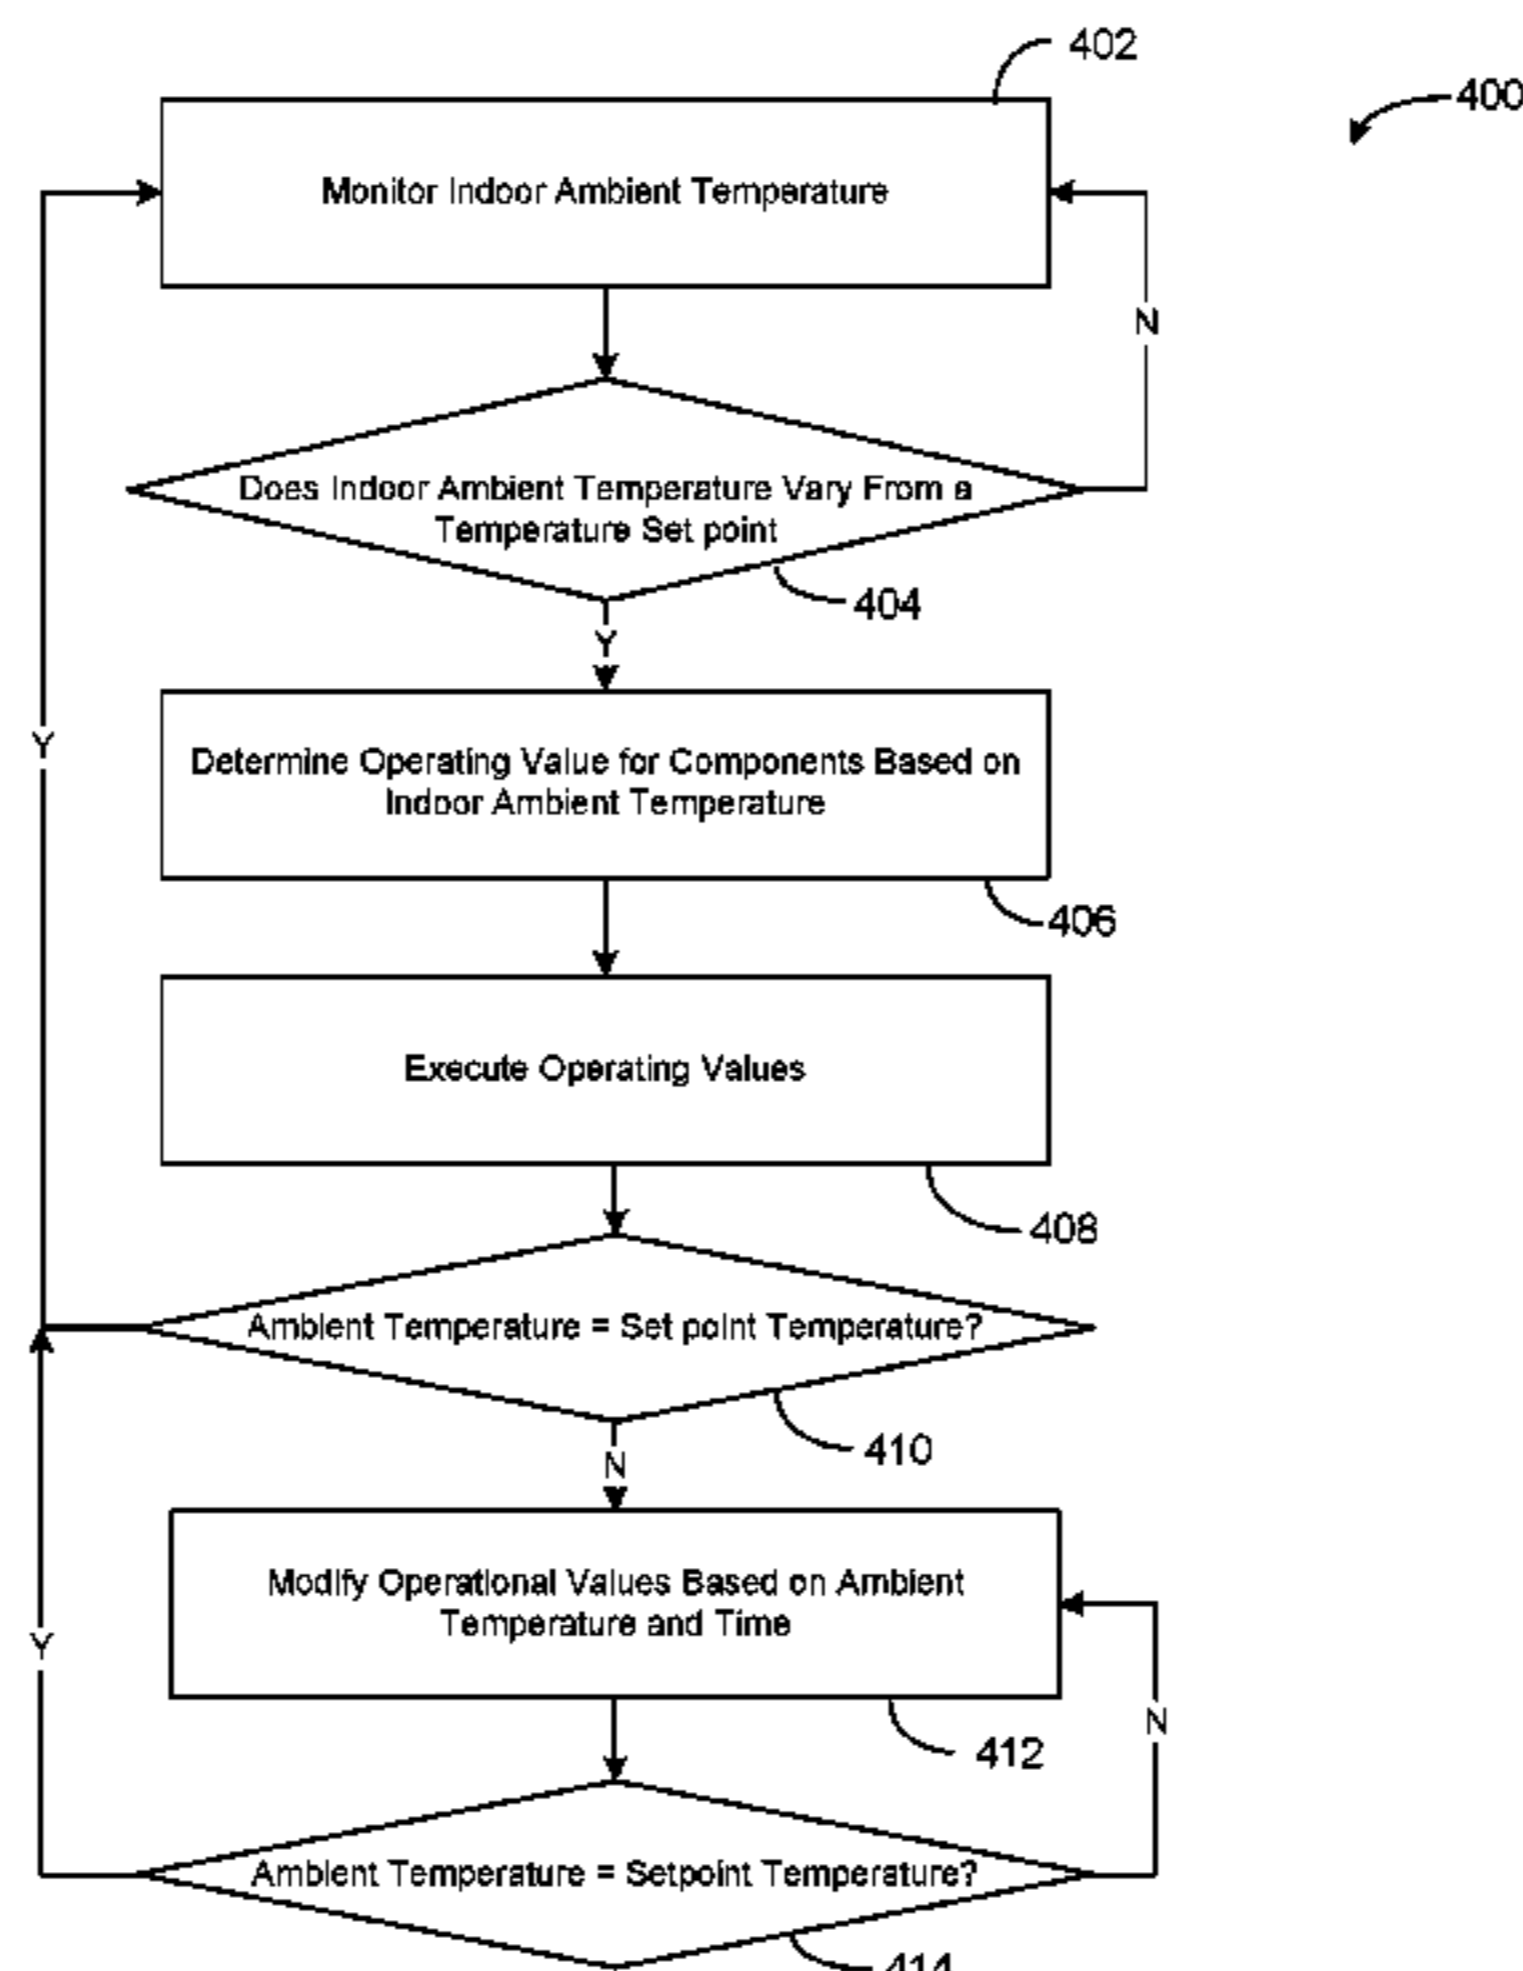 402
400
Monitor Indoor Ambient Temperature
N
Does Indoor Ambient Temperature Vary From a
Temperature Set point
404
Y
Determine Operating Value for Components Based on
Indoor Ambient Temperature
Y
406
Execute Operating Values
408
Ambient Temperature = Set point Temperature?
410
N
Modify Operational Values Based on Ambient
Temperature and Time
Y
412
N
Ambient Temperature = Setpoint Temperature?
414